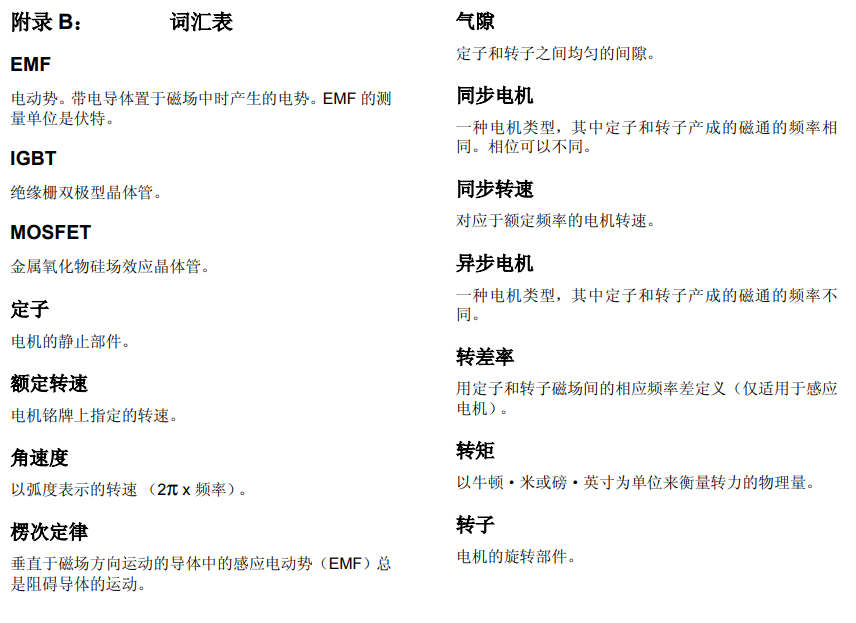 附录 B： 词汇表
EMF
电动势。带电导体置于磁场中时产生的电势。EMF 的测
量单位是伏特。
IGBT
绝缘栅双极型晶体管。
MOSFET
金属氧化物硅场效应晶体管。
定子
电机的静止部件。
额定转速
电机铭牌上指定的转速。
角速度
以弧度表示的转速 （2π x 频率）。
楞次定律
垂直于磁场方向运动的导体中的感应电动势（EMF）总
是阻碍导体的运动。
气隙
定子和转子之间均匀的间隙。
同步电机
一种电机类型，其中定子和转子产成的磁通的频率相
同。相位可以不同。
同步转速
对应于额定频率的电机转速。
异步电机
一种电机类型，其中定子和转子产成的磁通的频率不
同。
转差率
用定子和转子磁场间的相应频率差定义（仅适用于感应
电机）。
转矩
以牛顿 • 米或磅 • 英寸为单位来衡量转力的物理量。
转子
电机的旋转部件。